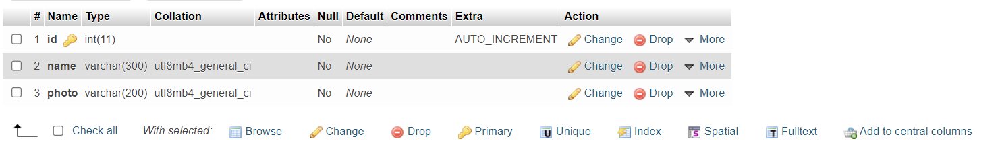 # Name Type Collation Attributes Null Default Comments Extra Action
1 id int(11) No None AUTO_INCREMENT Change Drop More
2 name varchar(300) utf8mb4_general_ci No None Change Drop More
3 photo varchar(200) utf8mb4_general_ci No None Change Drop More
Check all With selected: Browse Change Drop Primary U Unique Index S Spatial T Fulltext Add to central columns